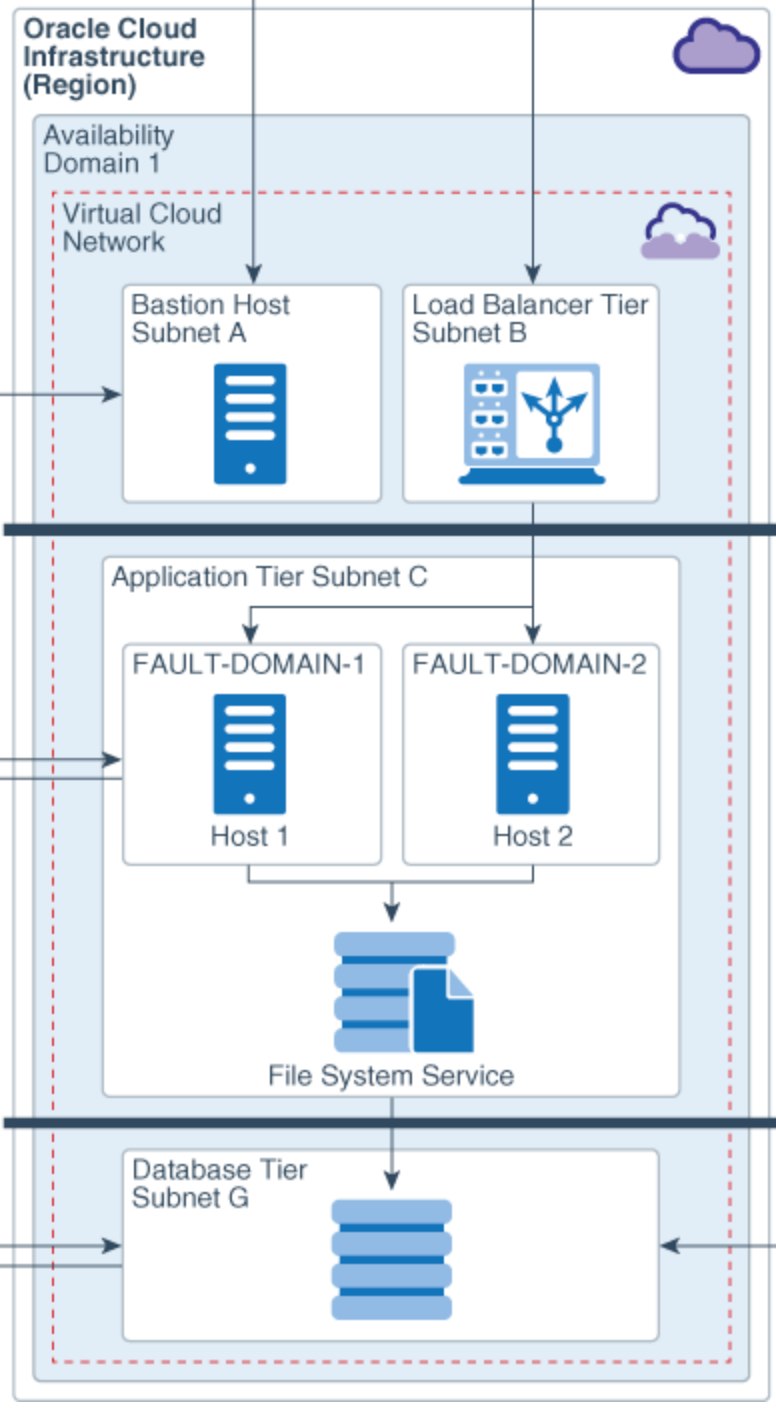 Oracle Cloud
Infrastructure
(Region)
Availability
Domain 1
Virtual Cloud
Network
Bastion Host
Subnet A
Load Balancer Tier
Subnet B
Application Tier Subnet C
FAULT-DOMAIN-1
FAULT-DOMAIN-2
Host 1
Host 2
File System Service
Database Tier
Subnet G